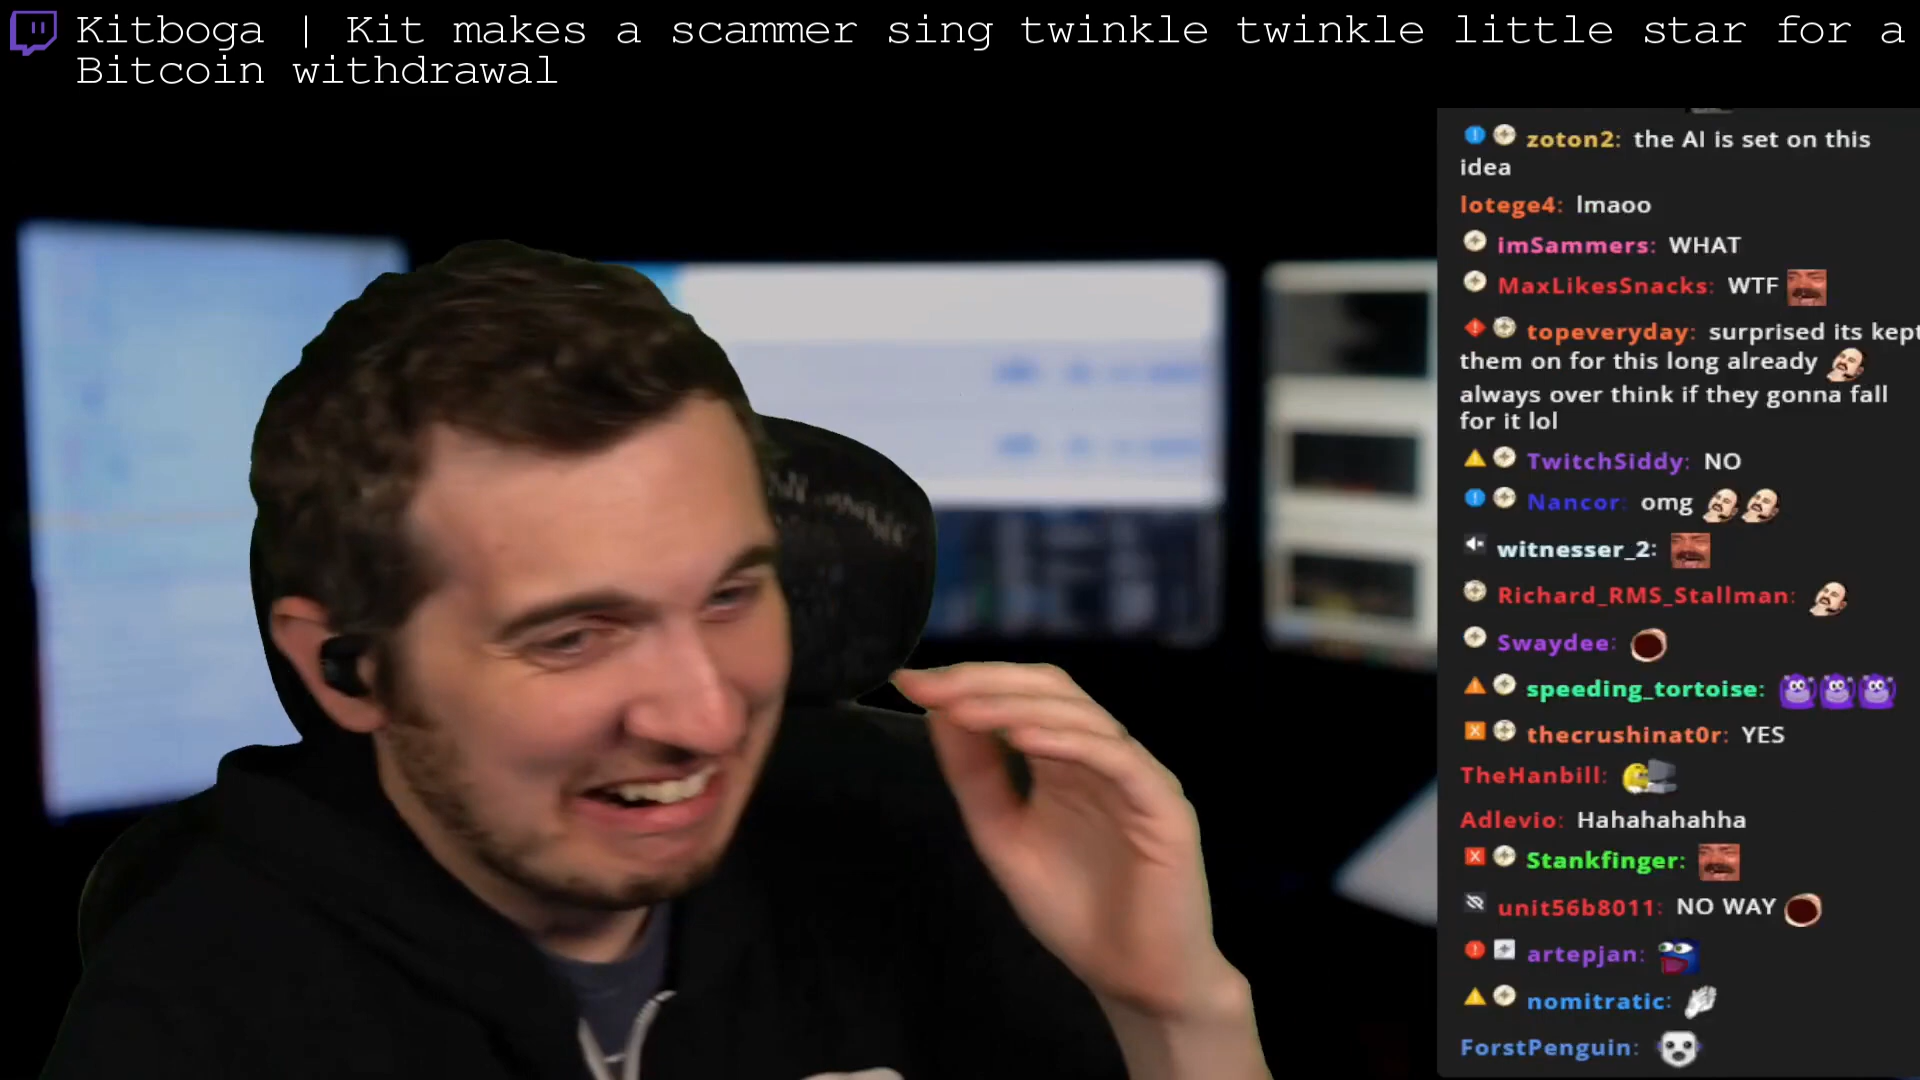 Kitboga | Kit makes a scammer sing twinkle twinkle little star for a
Bitcoin withdrawal
zoton2: the AI is set on this
idea
lotege4: lmaoo
imSammers: WHAT
MaxLikesSnacks: WTF
topeveryday: surprised its kept
them on for this long already
always over think if they gonna fall
for it lol
TwitchSiddy: NO
Nancor: omg
witnesser_2:
Richard_RMS_Stallman:
Swaydee:
speeding_tortoise:
thecrushinat0r: YES
TheHanbill:
Adlevio: Hahahahahha
Stankfinger:
unit56b8011: NO WAY
artepjan:
nomitratic:
ForstPenguin: